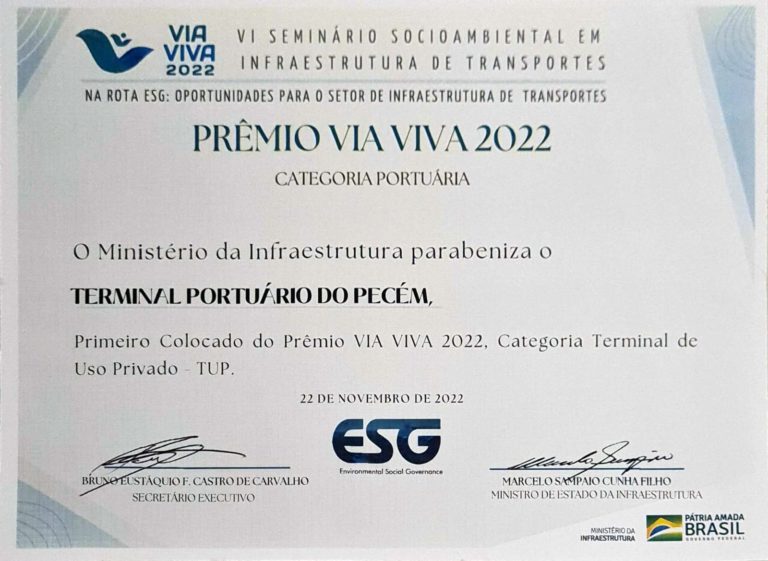 VIA
VIVA
2022
VI SEMINÁRIO SOCIOAMBIENTAL EM
INFRAESTRUTURA DE TRANSPORTES
NA ROTA ESG: OPORTUNIDADES PARA O SETOR DE INFRAESTRUTURA DE TRANSPORTES
PRÊMIO VIA VIVA 2022
CATEGORIA PORTUÁRIA
O Ministério da Infraestrutura parabeniza o
TERMINAL PORTUÁRIO DO PECÉM,
Primeiro Colocado do Prêmio VIA VIVA 2022, Categoria Terminal de
Uso Privado - TUP.
22 DE NOVEMBRO DE 2022
ESG
Environmental Social Governance
BRUNO EUSTÁQUIO F. CASTRO DE CARVALHO
SECRETÁRIO EXECUTIVO
MARCELO SAMPAIO CUNHA FILHO
MINISTRO DE ESTADO DA INFRAESTRUTURA
MINISTÉRIO DA
INFRAESTRUTURA
PÁTRIA AMADA
BRASIL
GOVERNO FEDERAL